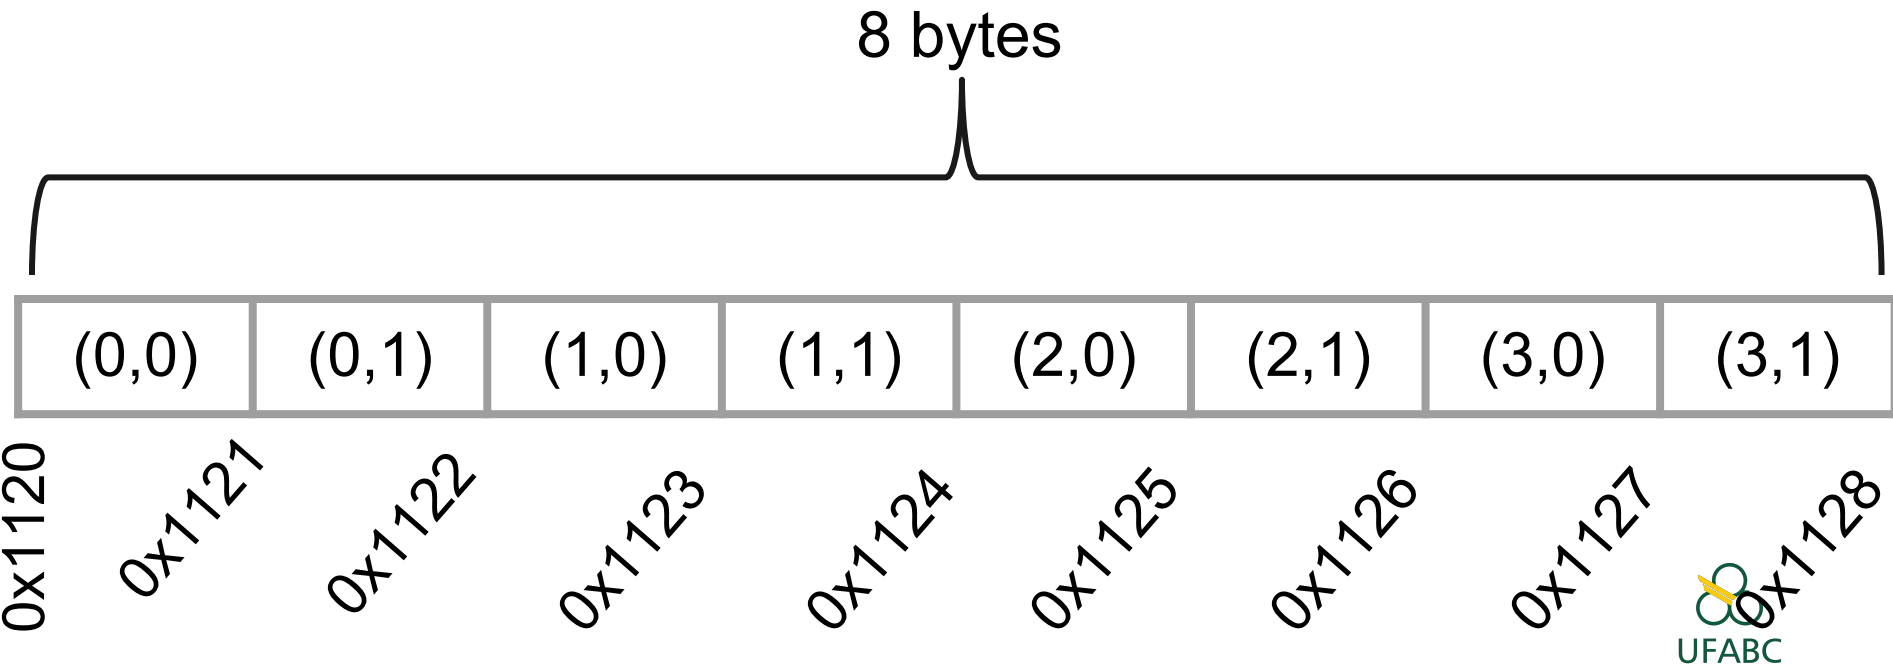 8 bytes
(0,0) (0,1) (1,0) (1,1) (2,0) (2,1) (3,0) (3,1)
0x1120 0x1121 0x1122 0x1123 0x1124 0x1125 0x1126 0x1127 0x1128
UFABC